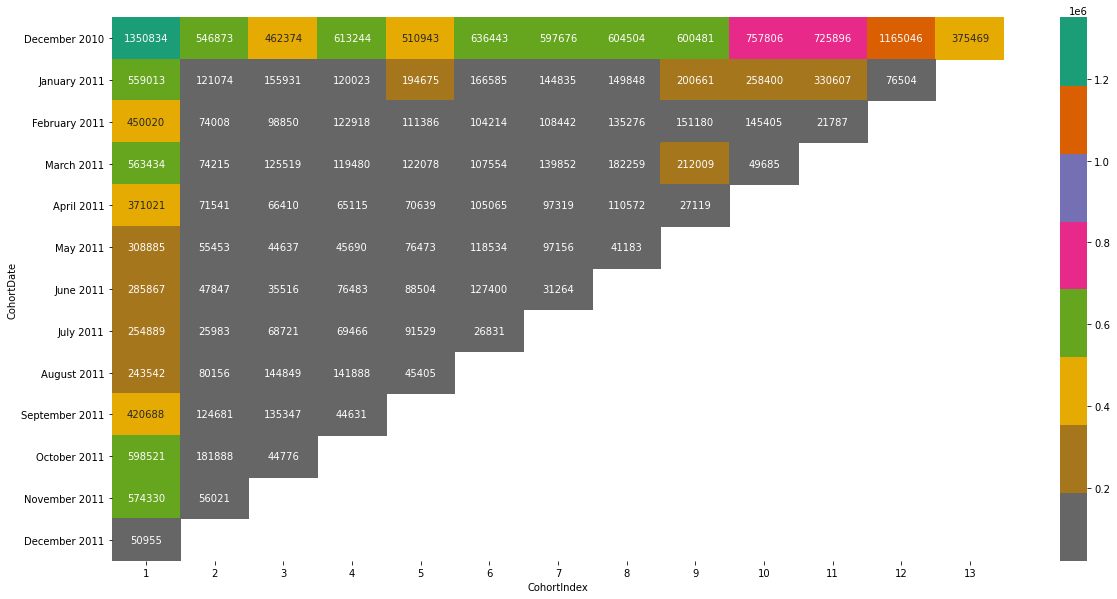 1e6
December 2010 1350834 546873 462374 613244 510943 636443 597676 604504 600481 757806 725896 1165046 375469
January 2011 559013 121074 155931 120023 194675 166585 144835 149848 200661 258400 330607 76504
1.2
February 2011 450020 74008 98850 122918 111386 104214 108442 135276 151180 145405 21787
March 2011 563434 74215 125519 119480 122078 107554 139852 182259 212009 49685
1.0
April 2011 371021 71541 66410 65115 70639 105065 97319 110572 27119
May 2011 308885 55453 44637 45690 76473 118534 97156 41183
0.8
CohortDate
June 2011 285867 47847 35516 76483 88504 127400 31264
July 2011 254889 25983 68721 69466 91529 26831
0.6
August 2011 243542 80156 144849 141888 45405
September 2011 420688 124681 135347 44631
0.4
October 2011 598521 181888 44776
November 2011 574330 56021
0.2
December 2011 50955
1 2 3 4 5 6 7 8 9 10 11 12 13
CohortIndex